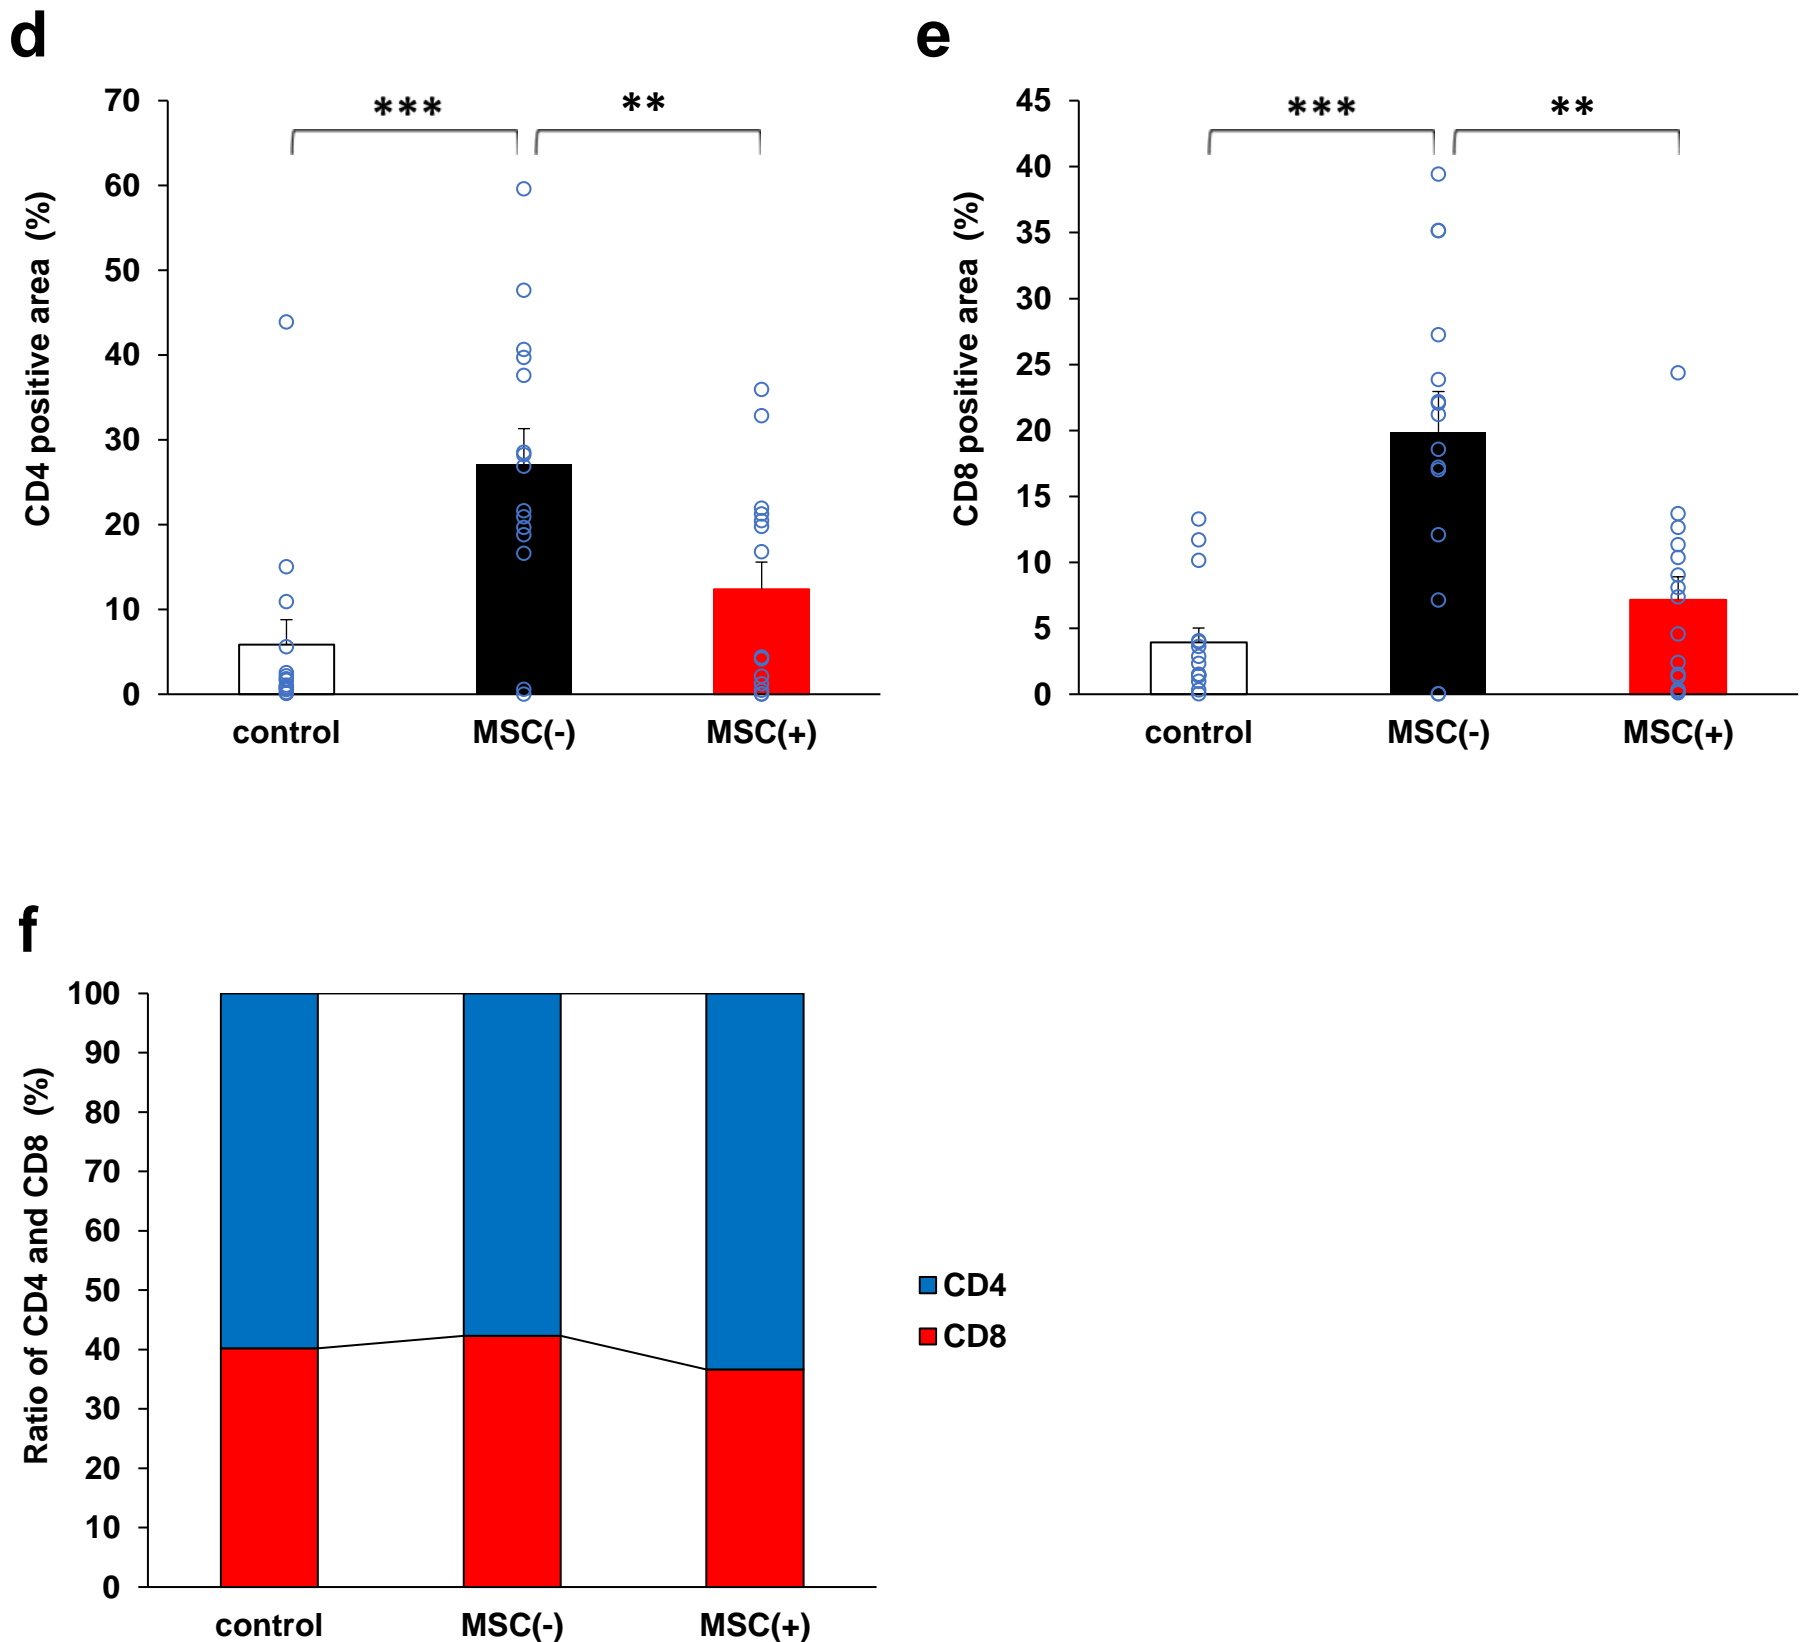 d
CD4 positive area (%)
70
60
50
40
30
20
10
0
*** **
control MSC(-) MSC(+)
e
CD8 positive area (%)
45
40
35
30
25
20
15
10
5
0
*** **
control MSC(-) MSC(+)
f
Ratio of CD4 and CD8 (%)
100
90
80
70
60
50
40
30
20
10
0
control MSC(-) MSC(+)
CD4
CD8